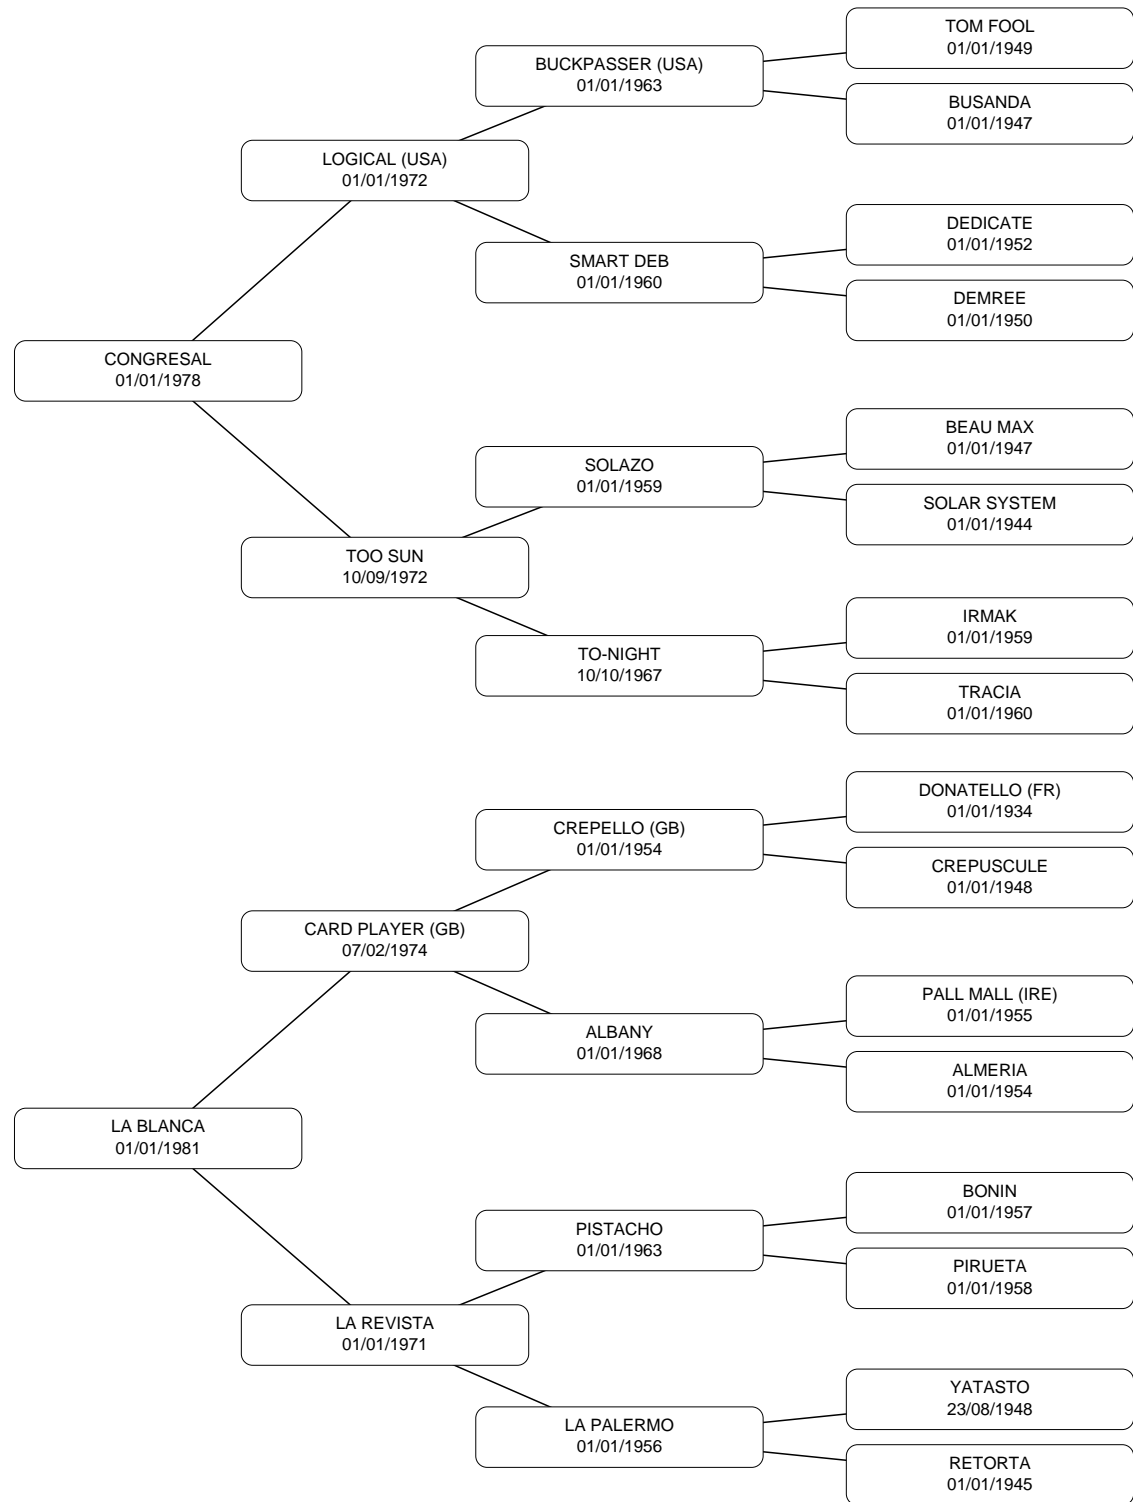 TOM FOOL
01/01/1949
BUCKPASSER (USA)
01/01/1963
BUSANDA
01/01/1947
LOGICAL (USA)
01/01/1972
DEDICATE
01/01/1952
SMART DEB
01/01/1960
DEMREE
01/01/1950
CONGRESAL
01/01/1978
BEAU MAX
01/01/1947
SOLAZO
01/01/1959
SOLAR SYSTEM
01/01/1944
TOO SUN
10/09/1972
IRMAK
01/01/1959
TO-NIGHT
10/10/1967
TRACIA
01/01/1960
DONATELLO (FR)
01/01/1934
CREPELLO (GB)
01/01/1954
CREPUSCULE
01/01/1948
CARD PLAYER (GB)
07/02/1974
PALL MALL (IRE)
01/01/1955
ALBANY
01/01/1968
ALMERIA
01/01/1954
LA BLANCA
01/01/1981
BONIN
01/01/1957
PISTACHO
01/01/1963
PIRUETA
01/01/1958
LA REVISTA
01/01/1971
YATASTO
23/08/1948
LA PALERMO
01/01/1956
RETORTA
01/01/1945